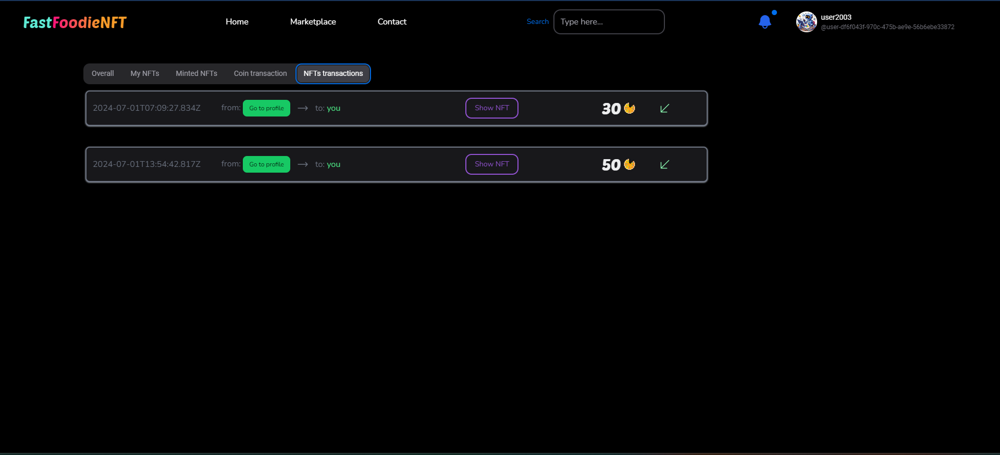 FastFoodieNFT Home Marketplace Contact Search Type here... user2003
@user-df6f043f-970c-475b-ae9e-56b6ebe33872
Overall My NFTs Minted NFTs Coin transaction NFTs transactions
2024-07-01T07:09:27.834Z from: Go to profile to: you Show NFT 30
2024-07-01T13:54:42.817Z from: Go to profile to: you Show NFT 50